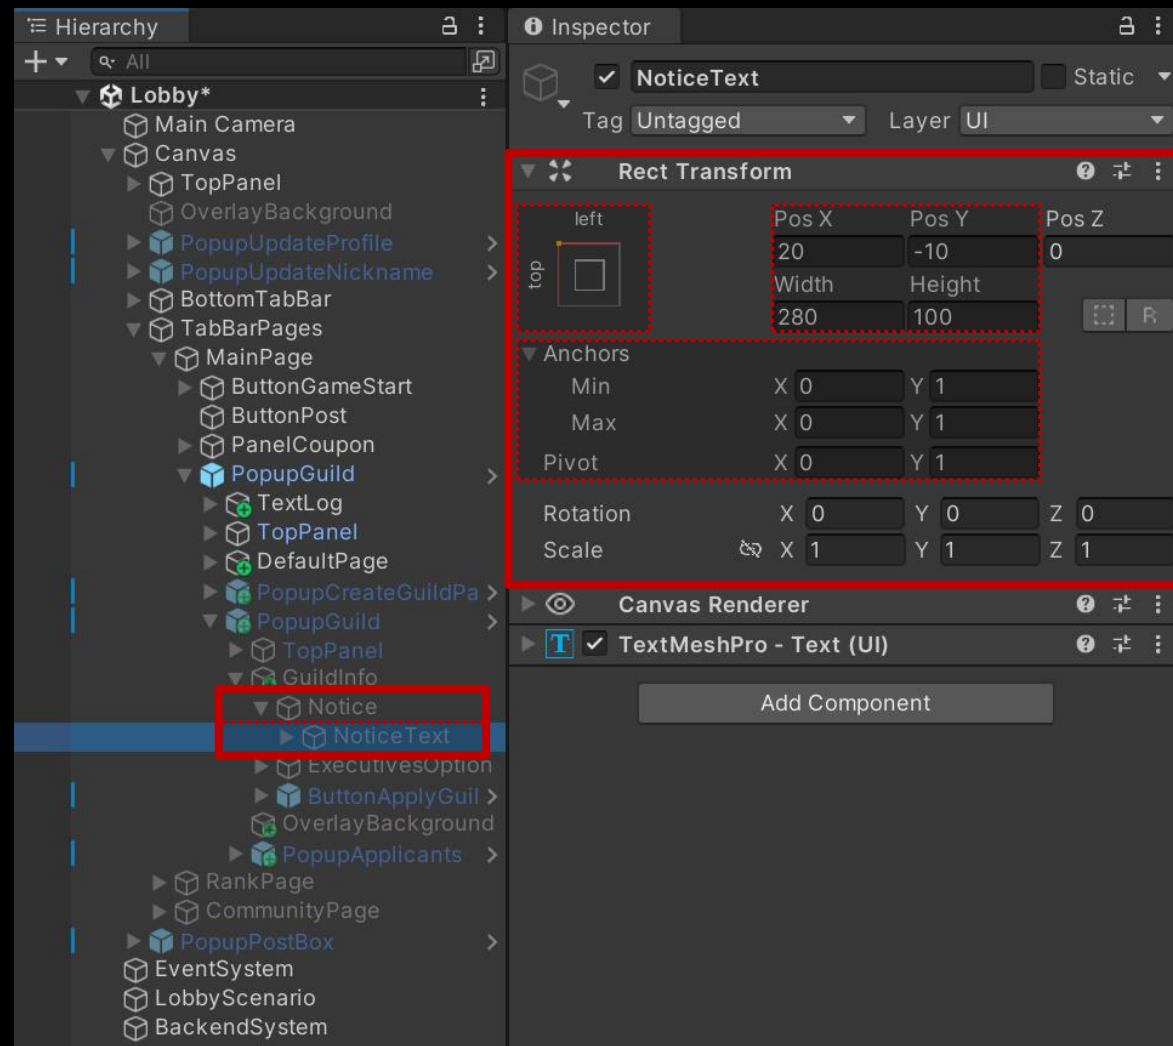 Hierarchy
All
Lobby*
Main Camera
Canvas
TopPanel
OverlayBackground
PopupUpdateProfile
PopupUpdateNickname
BottomTabBar
TabBarPages
MainPage
ButtonGameStart
ButtonPost
PanelCoupon
PopupGuild
TextLog
TopPanel
DefaultPage
PopupCreateGuildPa
PopupGuild
TopPanel
GuildInfo
Notice
NoticeText
ExecutivesOption
ButtonApplyGuil
OverlayBackground
PopupApplicants
RankPage
CommunityPage
PopupPostBox
EventSystem
LobbyScenario
BackendSystem
Inspector
NoticeText Static
Tag Untagged Layer UI
Rect Transform
left Pos X Pos Y Pos Z
20 -10 0
top Width Height
280 100 R
Anchors
Min X 0 Y 1
Max X 0 Y 1
Pivot X 0 Y 1
Rotation X 0 Y 0 Z 0
Scale X 1 Y 1 Z 1
Canvas Renderer
T TextMeshPro - Text (UI)
Add Component